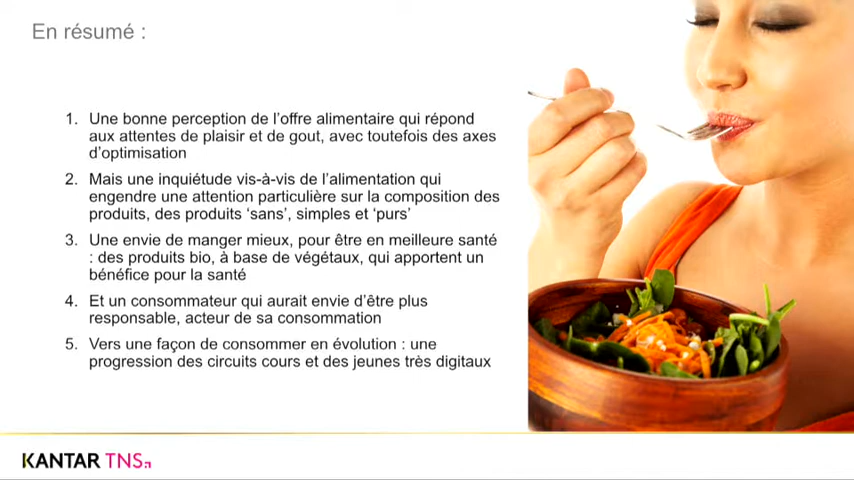 En résumé :
1. Une bonne perception de l'offre alimentaire qui répond
aux attentes de plaisir et de gout, avec toutefois des axes
d'optimisation
2. Mais une inquiétude vis-à-vis de l'alimentation qui
engendre une attention particulière sur la composition des
produits, des produits 'sans', simples et 'purs'
3. Une envie de manger mieux, pour être en meilleure santé
: des produits bio, à base de végétaux, qui apportent un
bénéfice pour la santé
4. Et un consommateur qui aurait envie d'être plus
responsable, acteur de sa consommation
5. Vers une façon de consommer en évolution : une
progression des circuits cours et des jeunes très digitaux
KANTAR TNS.